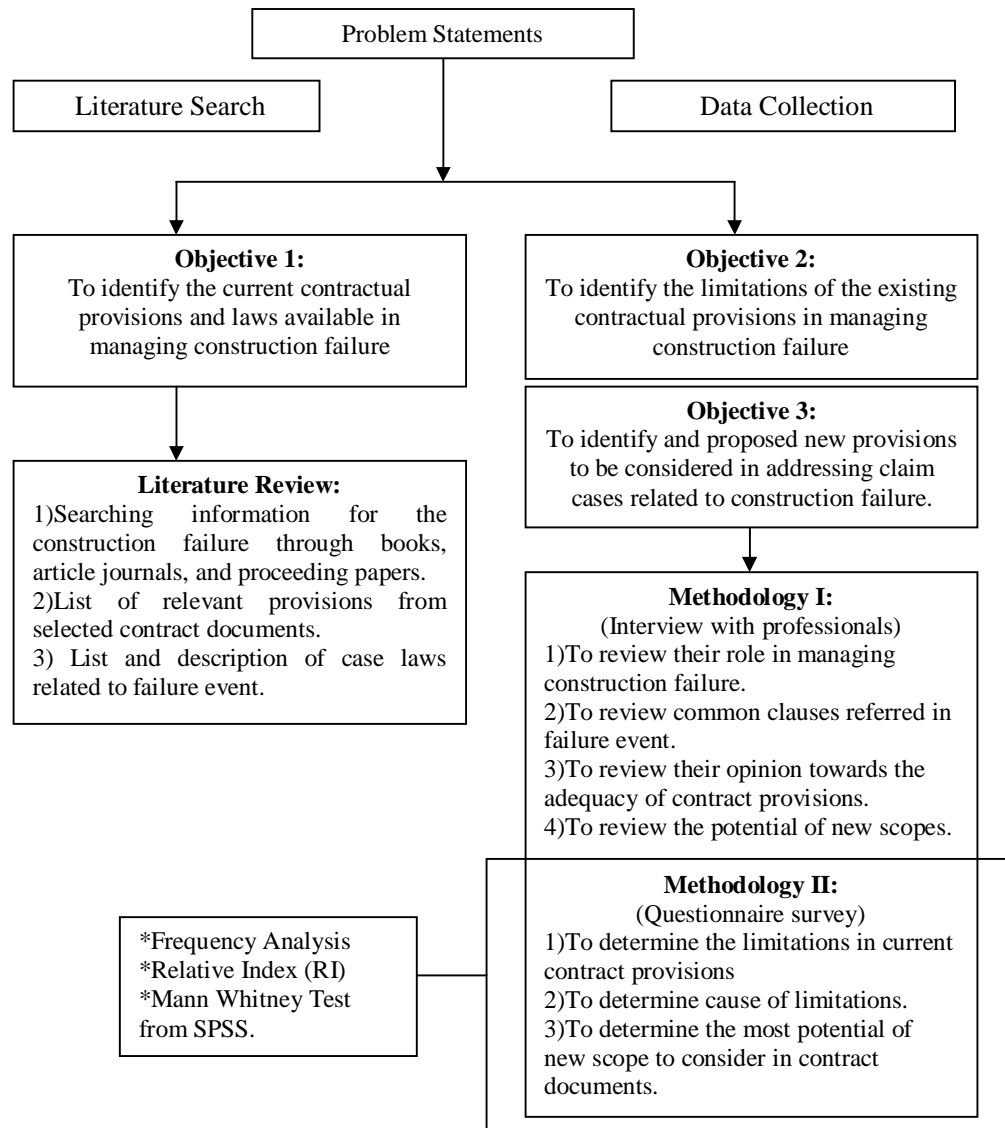 Problem Statements
Literature Search
Data Collection
Objective 1:
To identify the current contractual
provisions and laws available in
managing construction failure
Objective 2:
To identify the limitations of the existing
contractual provisions in managing
construction failure
Objective 3:
To identify and proposed new provisions
to be considered in addressing claim
cases related to construction failure.
Literature Review:
1)Searching information for the
construction failure through books,
article journals, and proceeding papers.
2)List of relevant provisions from
selected contract documents.
3) List and description of case laws
related to failure event.
Methodology I:
(Interview with professionals)
1)To review their role in managing
construction failure.
2)To review common clauses referred in
failure event.
3)To review their opinion towards the
adequacy of contract provisions.
4)To review the potential of new scopes.
Methodology II:
(Questionnaire survey)
1)To determine the limitations in current
contract provisions
2)To determine cause of limitations.
3)To determine the most potential of
new scope to consider in contract
documents.
*Frequency Analysis
*Relative Index (RI)
*Mann Whitney Test
from SPSS.